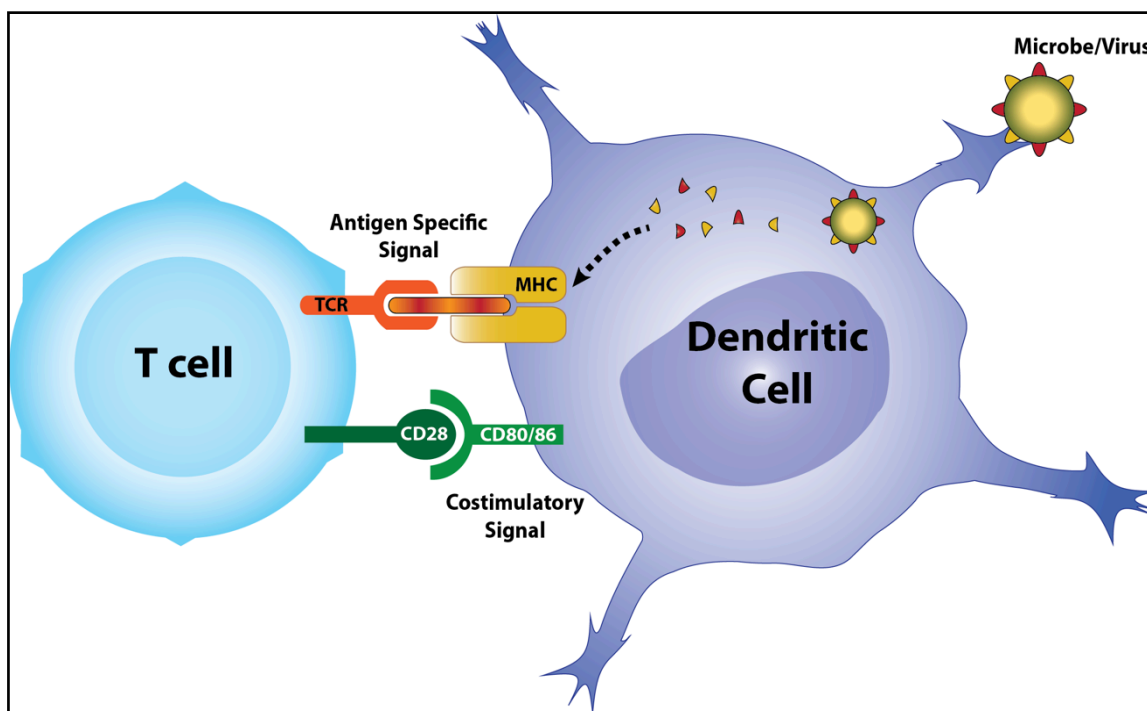 Microbe/Virus
Antigen Specific
Signal
MHC
TCR
T cell
Dendritic
Cell
CD28
CD80/86
Costimulatory
Signal